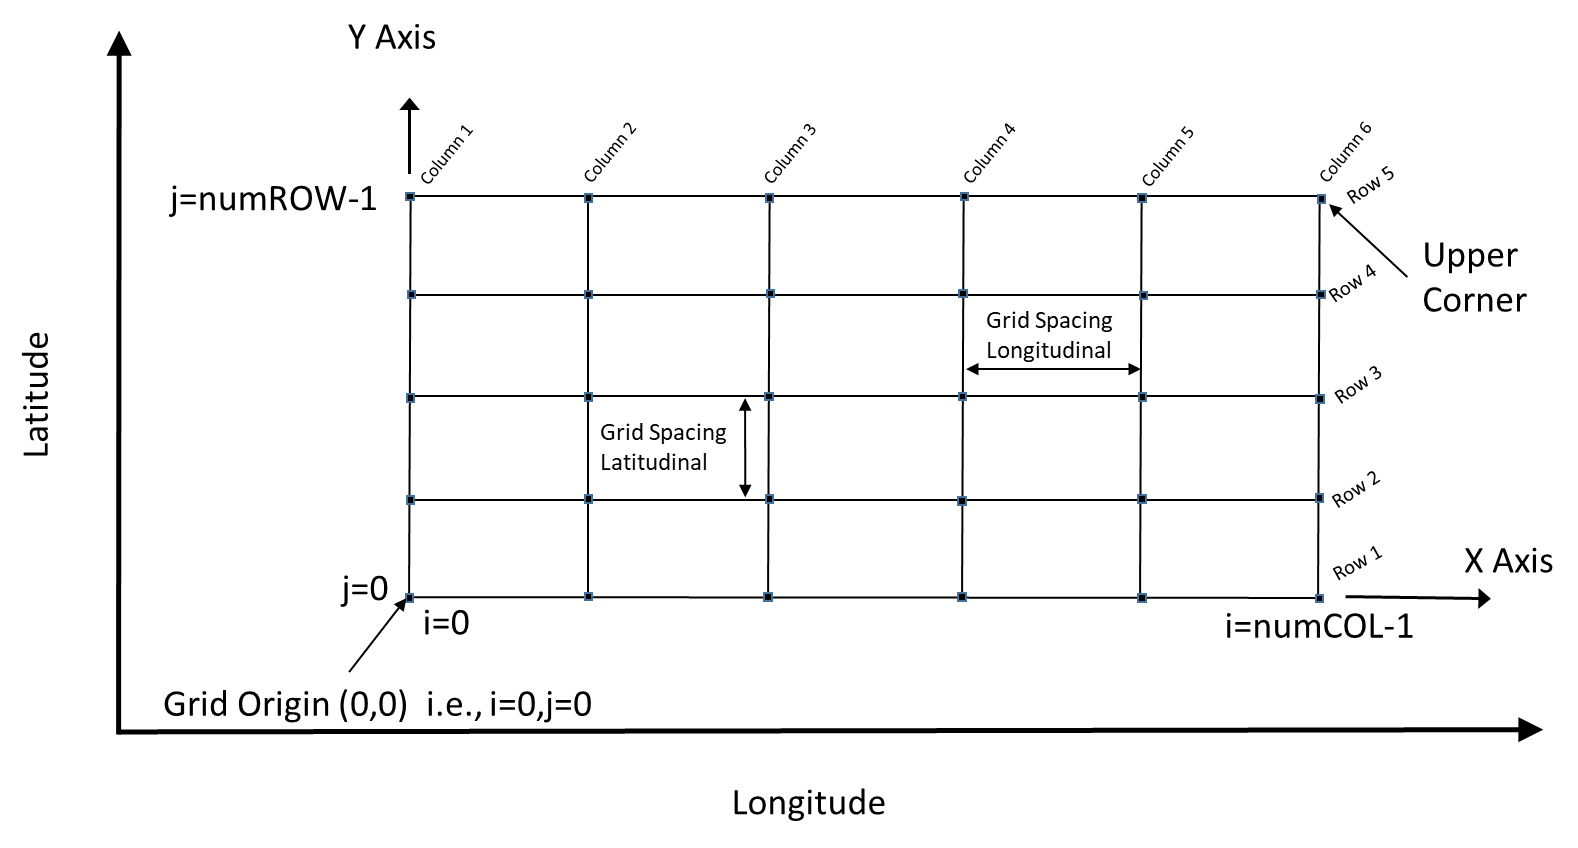 Y Axis
Column 1
Column 2
Column 3
Column 4
Column 5
Column 6
j=numROW-1
Row 5
Upper
Corner
Row 4
Grid Spacing
Longitudinal
Latitude
Row 3
Grid Spacing
Latitudinal
Row 2
Row 1
X Axis
j=0
i=0
i=numCOL-1
Grid Origin (0,0)  i.e., i=0,j=0
Longitude